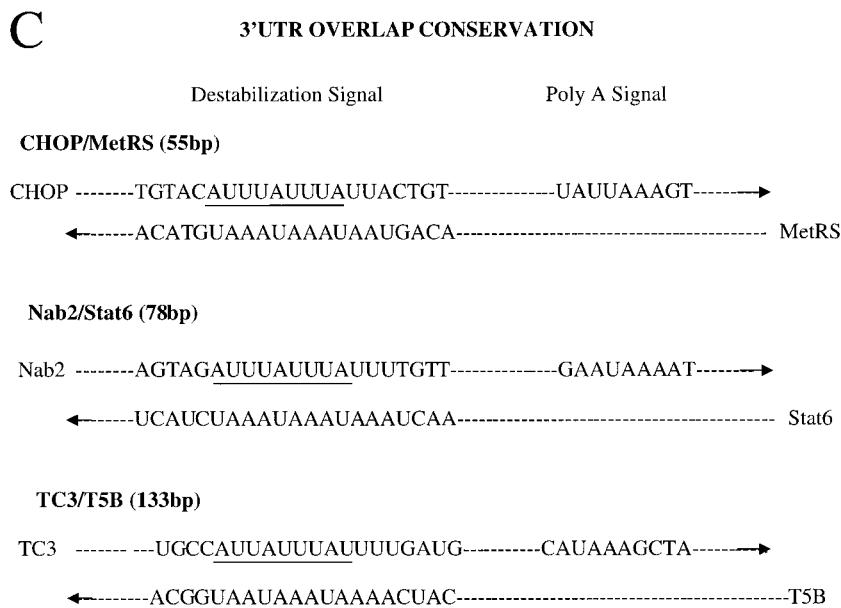 C
3'UTR OVERLAP CONSERVATION
Destabilization Signal Poly A Signal
CHOP/MetRS (55bp)
CHOP -------TGTACAUUUAUUUAUUACTGT-------------UAUUAAAGT------
------ACATGUAAAUAAAUAAUGACA-------------------------------------- MetRS
Nab2/Stat6 (78bp)
Nab2 -------AGTAGAUUUAUUUAUUUTGTT-------------GAAUAAAAT------
------UCAUCUAAAUAAAUAAAUCAA-------------------------------------- Stat6
TC3/T5B (133bp)
TC3 ------- ---UGCCAUUAUUUAUUUUGAUG---------CAUAAAGCTA------
-------ACGGUAAUAAAUAAAACUAC----------------------------------------T5B